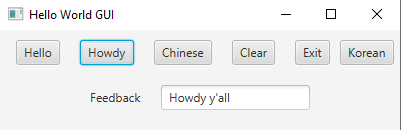 Hello World GUI
Hello Howdy Chinese Clear Exit Korean
Feedback Howdy y'all